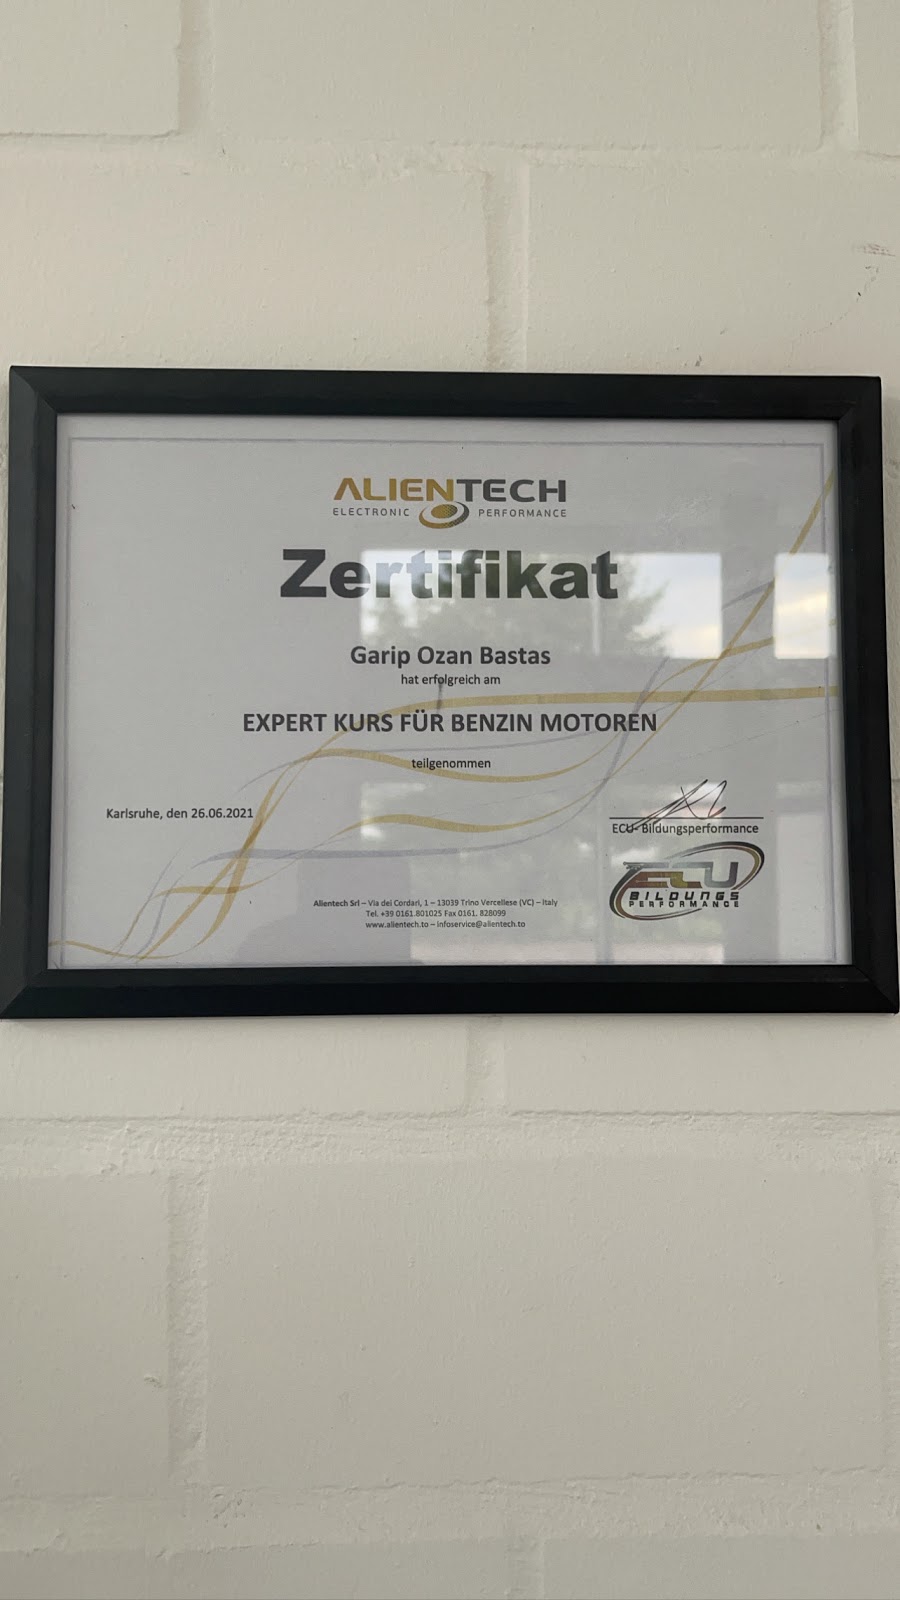 ALIENTECH
ELECTRONIC PERFORMANCE
Zertifikat
Garip Ozan Bastas
hat erfolgreich am
EXPERT KURS FÜR BENZIN MOTOREN
teilgenommen
Karlsruhe, den 26.06.2021
ECU- Bildungsperformance
ECU
BILDUNGS
PERFORMANCE
Alientech Srl – Via dei Cordari, 1 – 13039 Trino Vercellese (VC) – Italy
Tel. +39 0161.801025 Fax 0161. 828099
www.alientech.to – infoservice@alientech.to